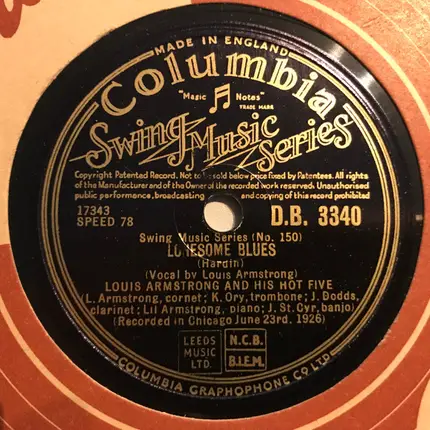 MADE IN ENGLAND
Columbia
"Magic Notes"
TRADE MARK
Swing Music Series
Copyright Patented Record. Not to be sold below price fixed by Patentees. All rights
of the Manufacturer and of the Owner of the recorded work reserved. Unauthorised
public performance, broadcasting and copying of this record prohibited
17343
SPEED 78
D.B. 3340
Swing Music Series (No. 150)
LONESOME BLUES
(Hardin)
(Vocal by Louis Armstrong)
LOUIS ARMSTRONG AND HIS HOT FIVE
(L. Armstrong, cornet; K. Ory, trombone; J. Dodds,
clarinet; Lil Armstrong, piano; J. St. Cyr, banjo)
(Recorded in Chicago June 23rd. 1926)
LEEDS
MUSIC
LTD.
N.C.B.
B.I.E.M.
COLUMBIA GRAPHOPHONE CO. LTD.